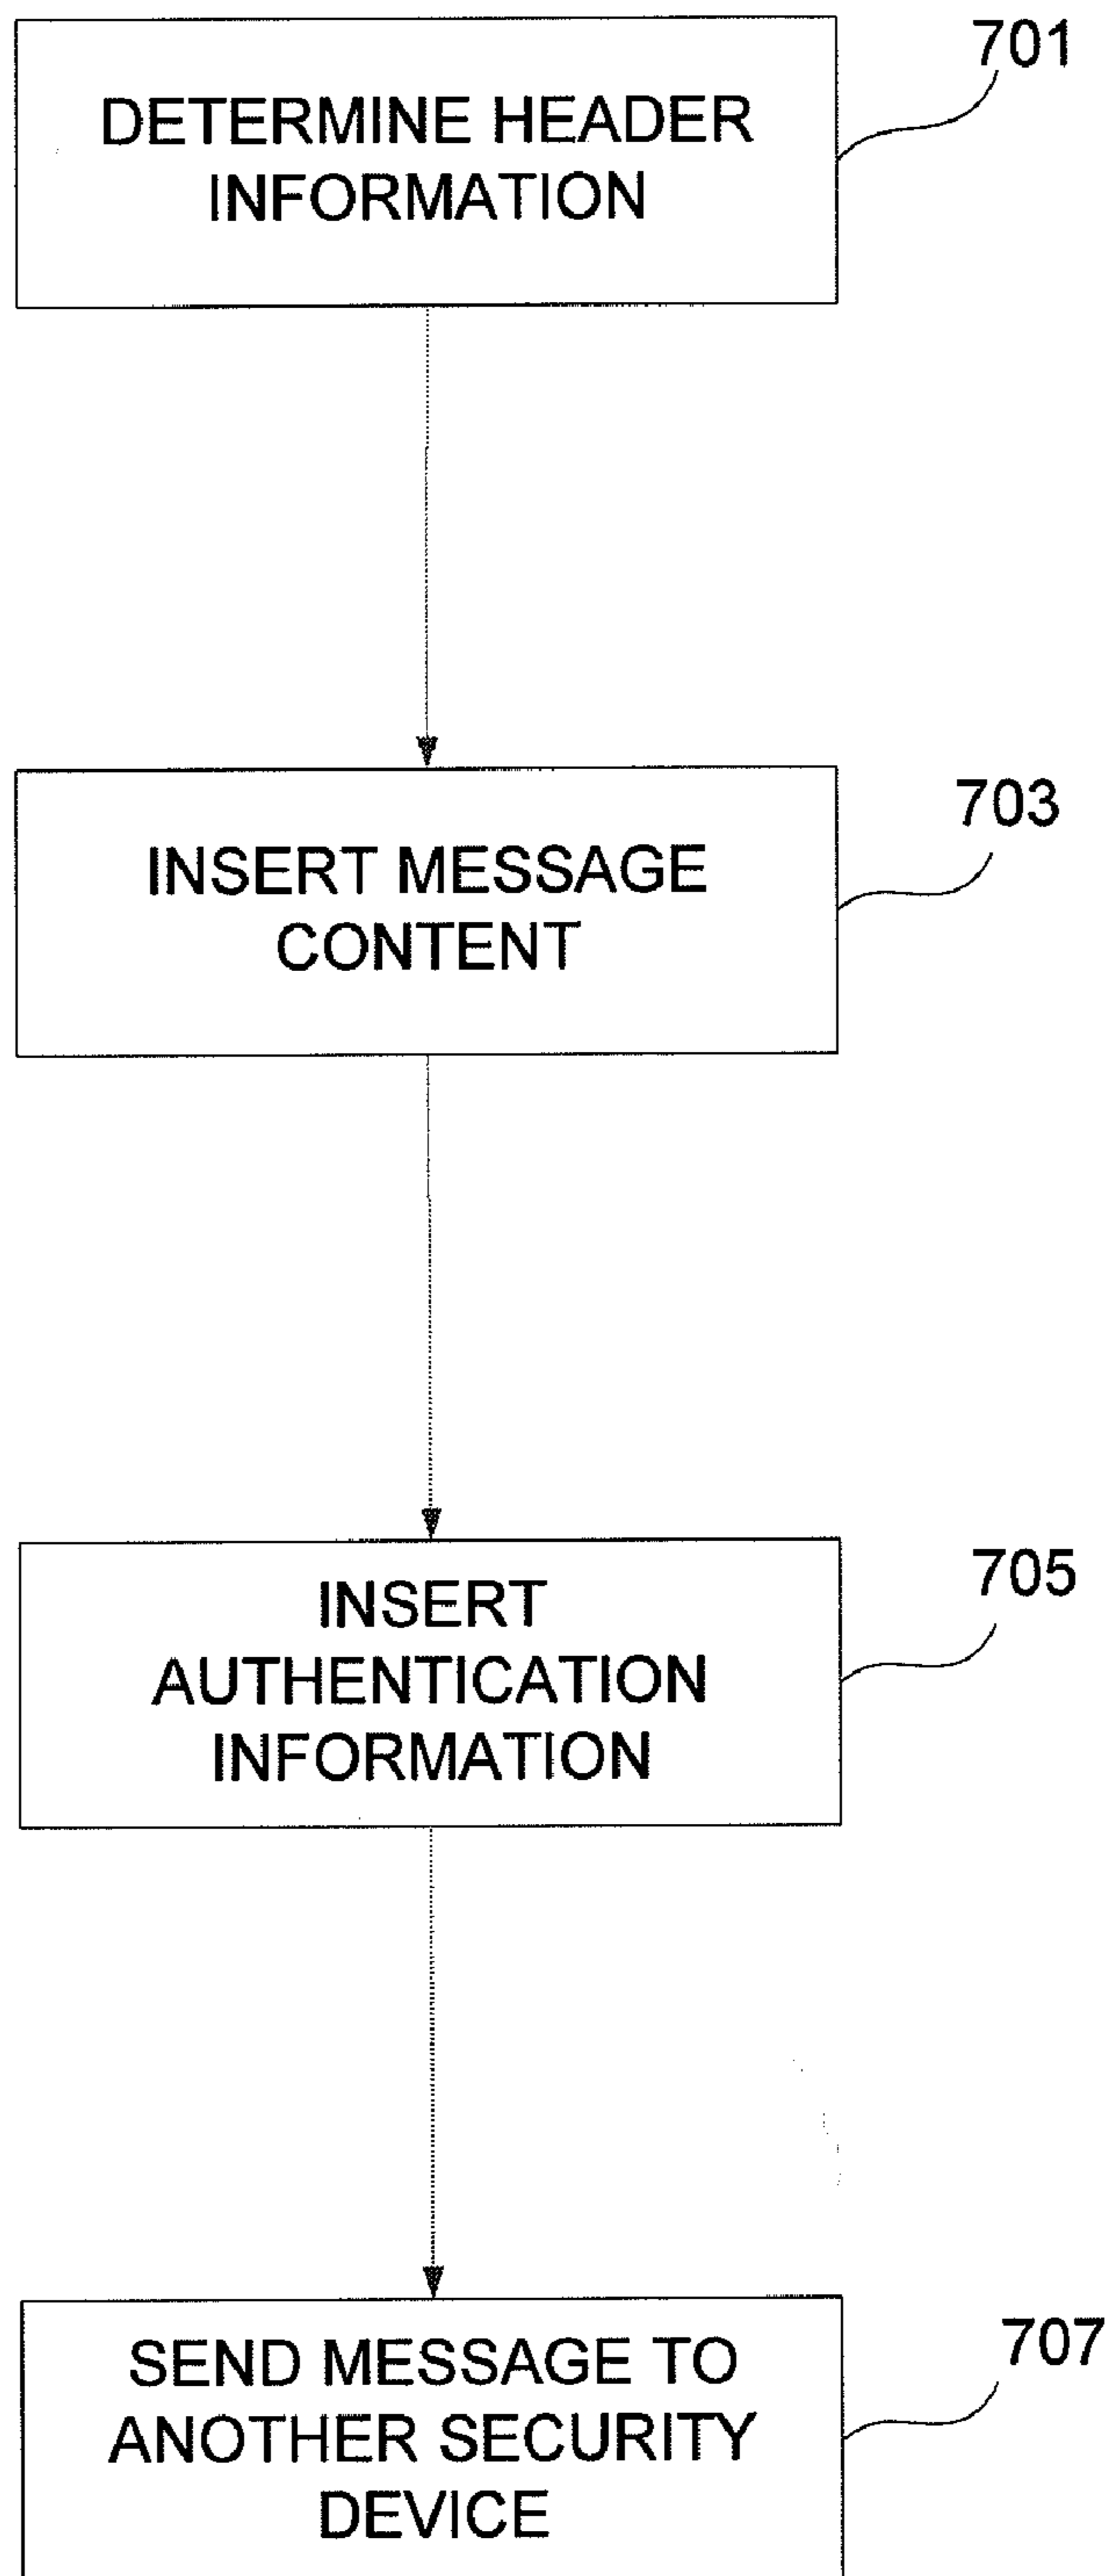 701
DETERMINE HEADER
INFORMATION
703
INSERT MESSAGE
CONTENT
705
INSERT
AUTHENTICATION
INFORMATION
707
SEND MESSAGE TO
ANOTHER SECURITY
DEVICE